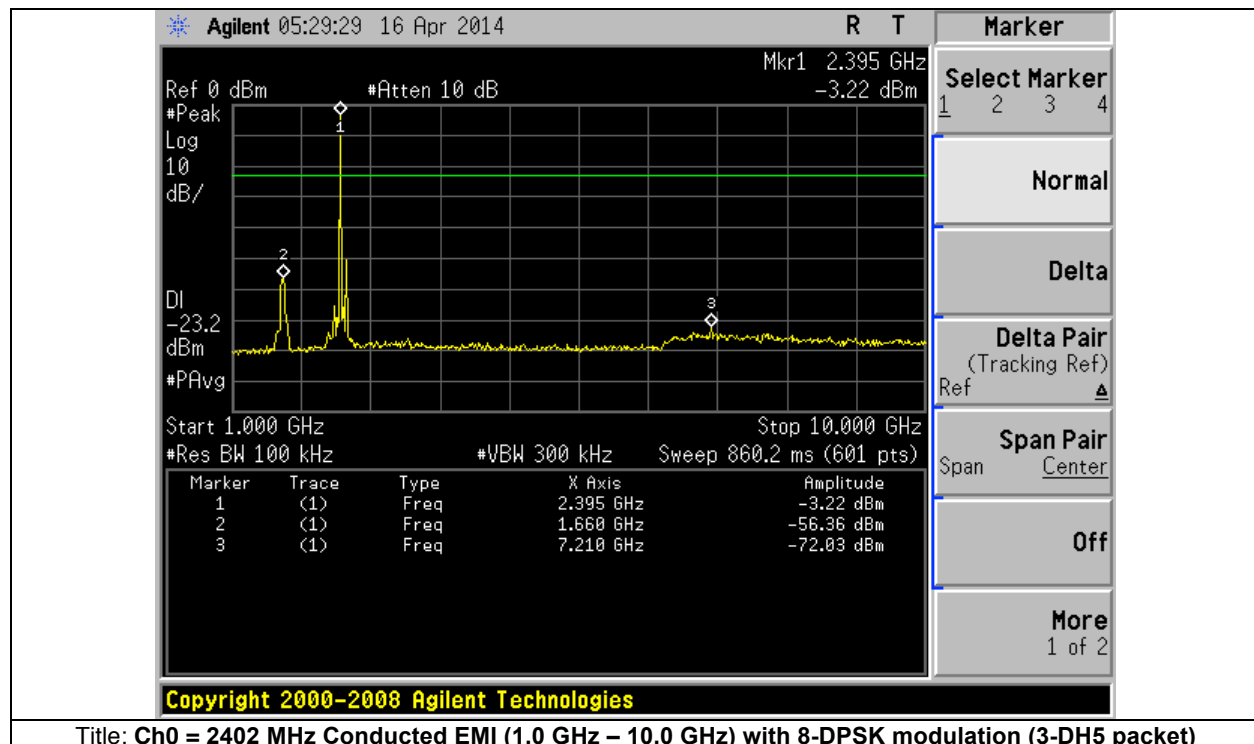 Agilent 05:29:29 16 Apr 2014 R T
Mkr1 2.395 GHz
Ref 0 dBm #Atten 10 dB -3.22 dBm
#Peak
Log
10
dB/
1
2
3
DI
-23.2
dBm
#PAvg
Start 1.000 GHz Stop 10.000 GHz
#Res BW 100 kHz #VBW 300 kHz Sweep 860.2 ms (601 pts)
Marker Trace Type X Axis Amplitude
1 (1) Freq 2.395 GHz -3.22 dBm
2 (1) Freq 1.660 GHz -56.36 dBm
3 (1) Freq 7.210 GHz -72.03 dBm
Copyright 2000-2008 Agilent Technologies
Marker
Select Marker
1 2 3 4
Normal
Delta
Delta Pair
(Tracking Ref)
Ref Δ
Span Pair
Span Center
Off
More
1 of 2
Title: Ch0 = 2402 MHz Conducted EMI (1.0 GHz – 10.0 GHz) with 8-DPSK modulation (3-DH5 packet)